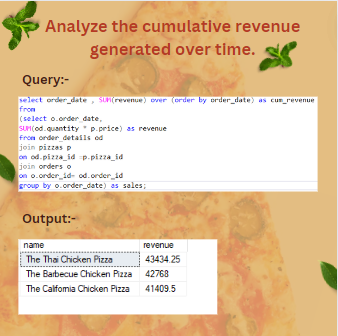 Analyze the cumulative revenue
generated over time.
Query:-
select order_date , SUM(revenue) over (order by order_date) as cum_revenue
from
(select o.order_date,
SUM(od.quantity * p.price) as revenue
from order_details od
join pizzas p
on od.pizza_id =p.pizza_id
join orders o
on o.order_id= od.order_id
group by o.order_date) as sales;
Output:-
name revenue
The Thai Chicken Pizza 43434.25
The Barbecue Chicken Pizza 42768
The California Chicken Pizza 41409.5